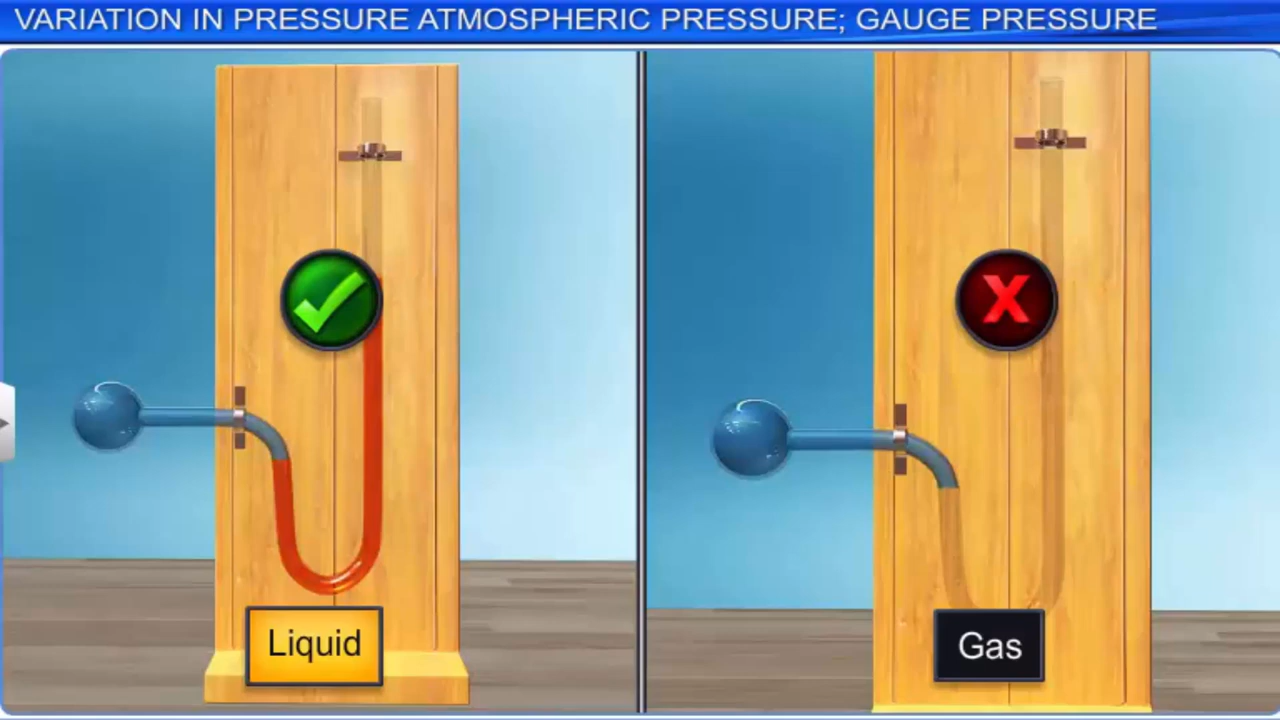 VARIATION IN PRESSURE ATMOSPHERIC PRESSURE; GAUGE PRESSURE
Liquid
Gas